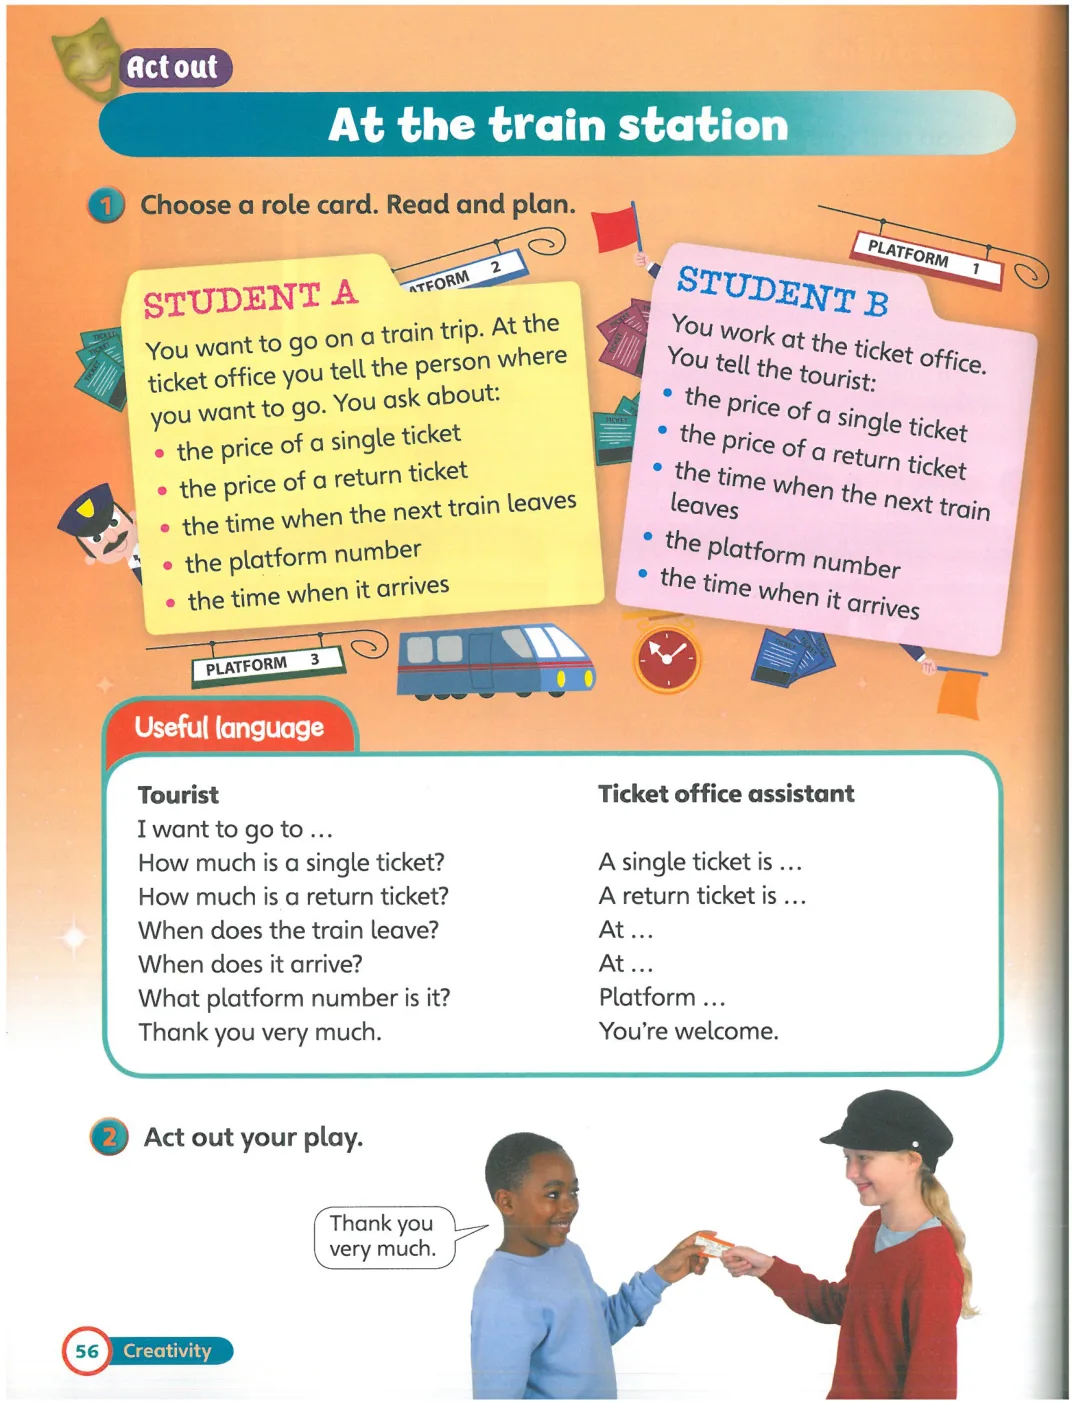 Act out
At the train station
1 Choose a role card. Read and plan.
PLATFORM 1
ATFORM 2
STUDENT A
You want to go on a train trip. At the
ticket office you tell the person where
you want to go. You ask about:
• the price of a single ticket
• the price of a return ticket
• the time when the next train leaves
• the platform number
• the time when it arrives
STUDENT B
You work at the ticket office.
You tell the tourist:
• the price of a single ticket
• the price of a return ticket
• the time when the next train
leaves
• the platform number
• the time when it arrives
TICKET
TICKET
TICKET
PLATFORM 3
Useful language
Tourist
I want to go to ...
How much is a single ticket?
How much is a return ticket?
When does the train leave?
When does it arrive?
What platform number is it?
Thank you very much.
Ticket office assistant
A single ticket is ...
A return ticket is ...
At ...
At ...
Platform ...
You're welcome.
2 Act out your play.
Thank you
very much.
56 Creativity